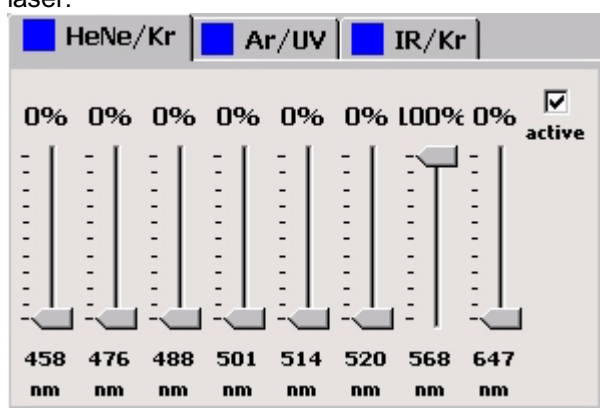 laser.
HeNe/Kr Ar/UV IR/Kr
0% 0% 0% 0% 0% 0% 100% 0%
active
458 476 488 501 514 520 568 647
nm nm nm nm nm nm nm nm